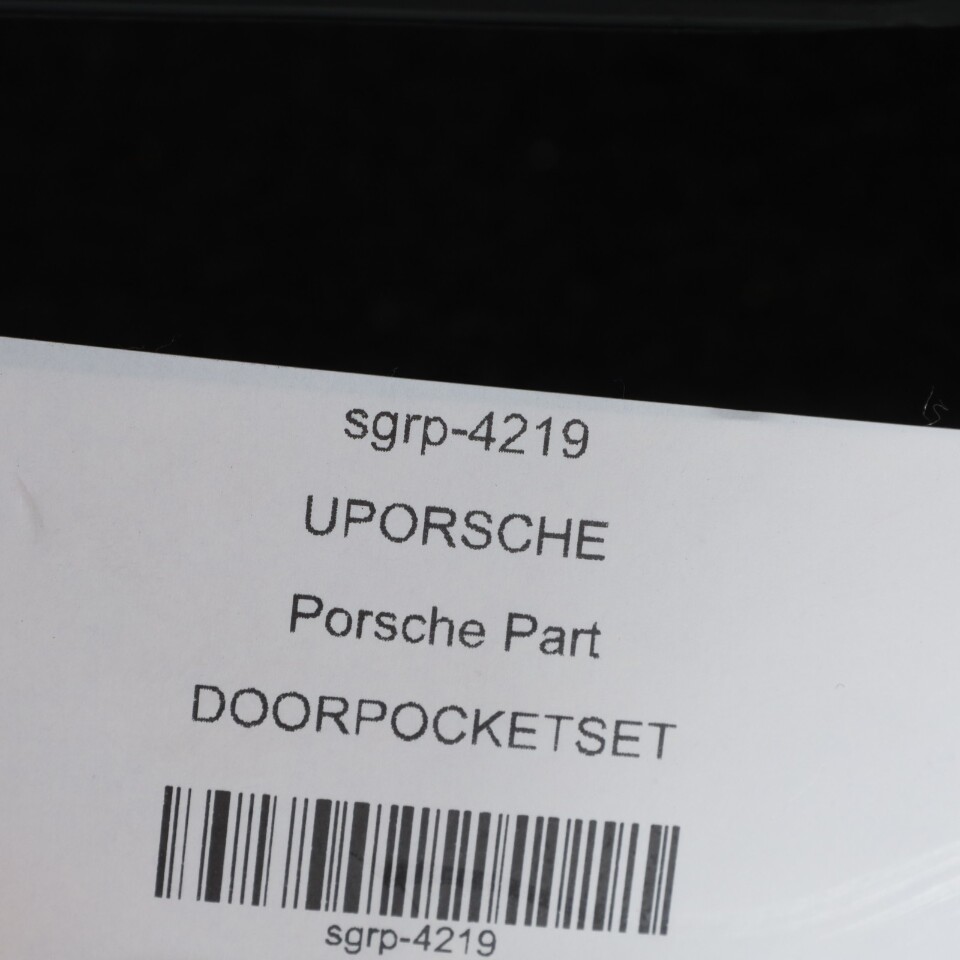 sgrp-4219
UPORSCHE
Porsche Part
DOORPOCKETSET
sgrp-4219